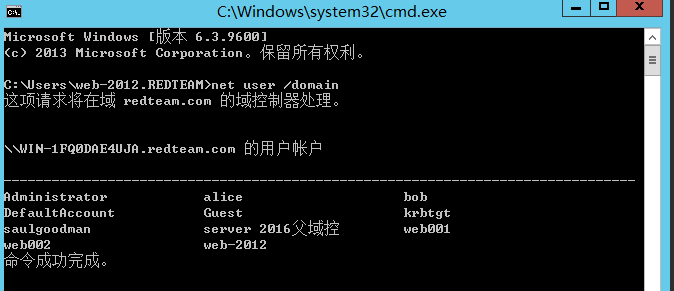 C:\Windows\system32\cmd.exe
Microsoft Windows [版本 6.3.9600]
(c) 2013 Microsoft Corporation。保留所有权利。
C:\Users\web-2012.REDTEAM>net user /domain
这项请求将在域 redteam.com 的域控制器处理。
\\WIN-1FQ0DAE4UJA.redteam.com 的用户帐户
-------------------------------------------------------------------------------
Administrator alice bob
DefaultAccount Guest krbtgt
saulgoodman server 2016父域控 web001
web002 web-2012
命令成功完成。